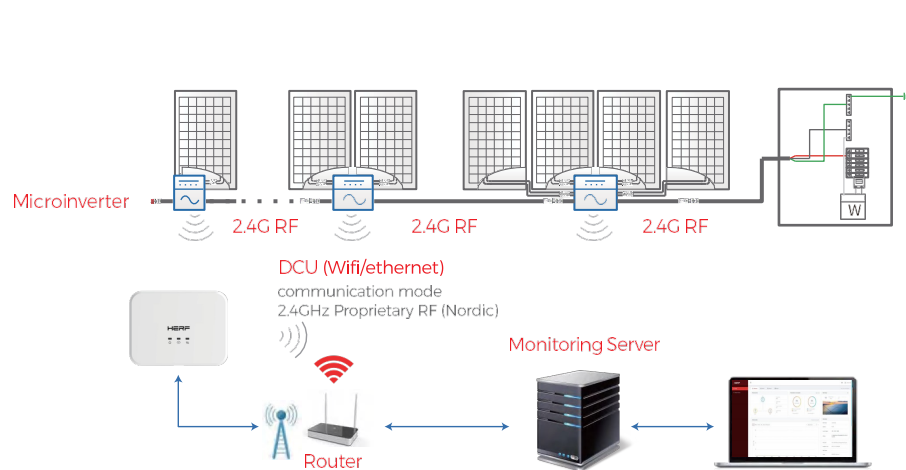 Microinverter
2.4G RF
2.4G RF
2.4G RF
W
DCU (Wifi/ethernet)
communication mode
2.4GHz Proprietary RF (Nordic)
HERF
Monitoring Server
Router